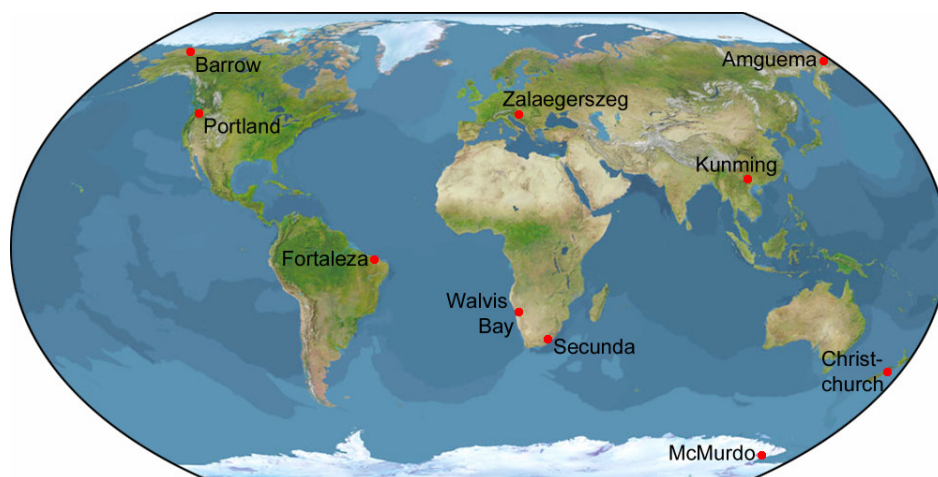 Barrow
Amguema
Zalaegerszeg
Portland
Kunming
Fortaleza
Walvis
Bay
Secunda
Christ-
church
McMurdo